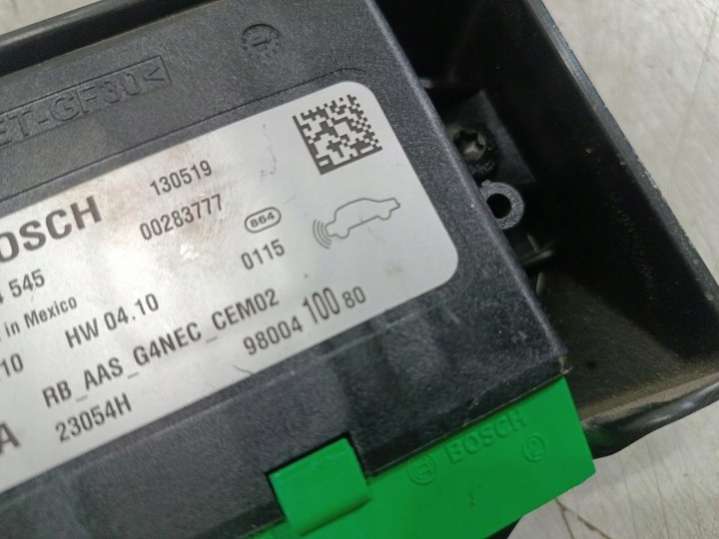 ET-GF30<
130519
BOSCH
00283777
864
0115
545
in Mexico
HW 04.10
10
RB_AAS_G4NEC_CEM02
98004 100 80
A
23054H
BOSCH